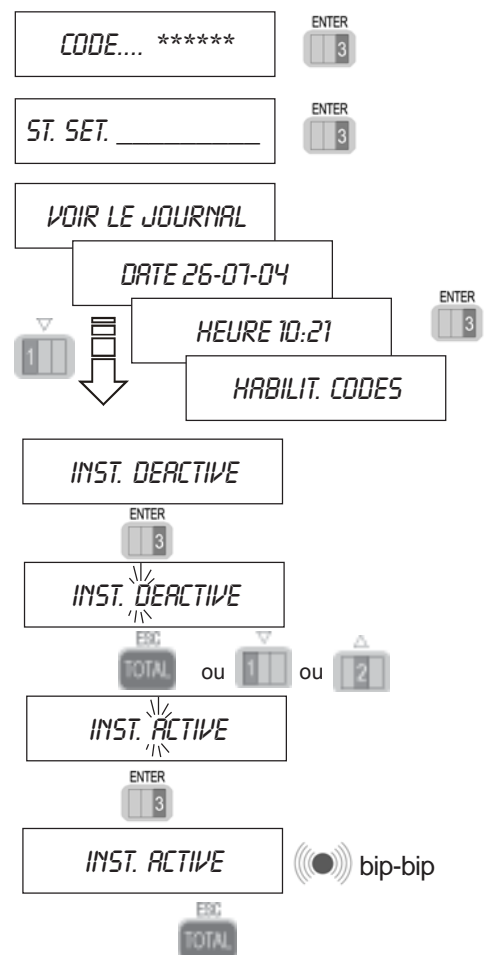 CODE.... ******
ENTER
3
ST. SET. __________
ENTER
3
VOIR LE JOURNAL
DATE 26-07-04
HEURE 10:21
ENTER
3
1
HABILIT. CODES
INST. DEACTIVE
ENTER
3
INST. DEACTIVE
ESC
TOTAL ou 1 ou 2
INST. ACTIVE
ENTER
3
INST. ACTIVE bip-bip
ESC
TOTAL